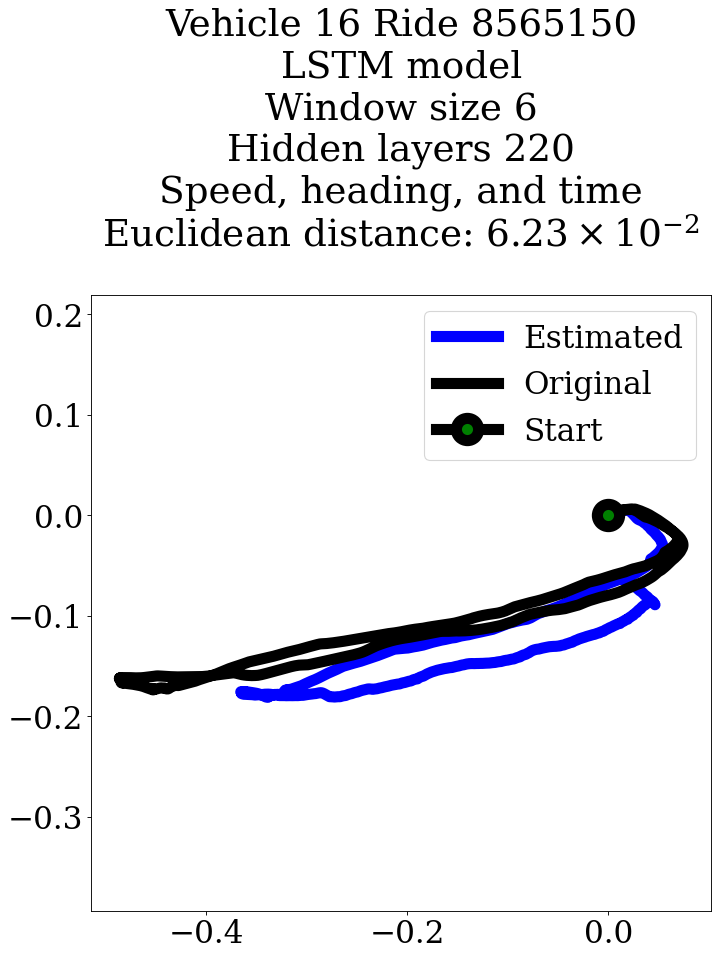 Vehicle 16 Ride 8565150
LSTM model
Window size 6
Hidden layers 220
Speed, heading, and time
Euclidean distance: 6.23 × 10⁻²
Estimated
Original
Start
0.2
0.1
0.0
−0.1
−0.2
−0.3
−0.4
−0.2
0.0